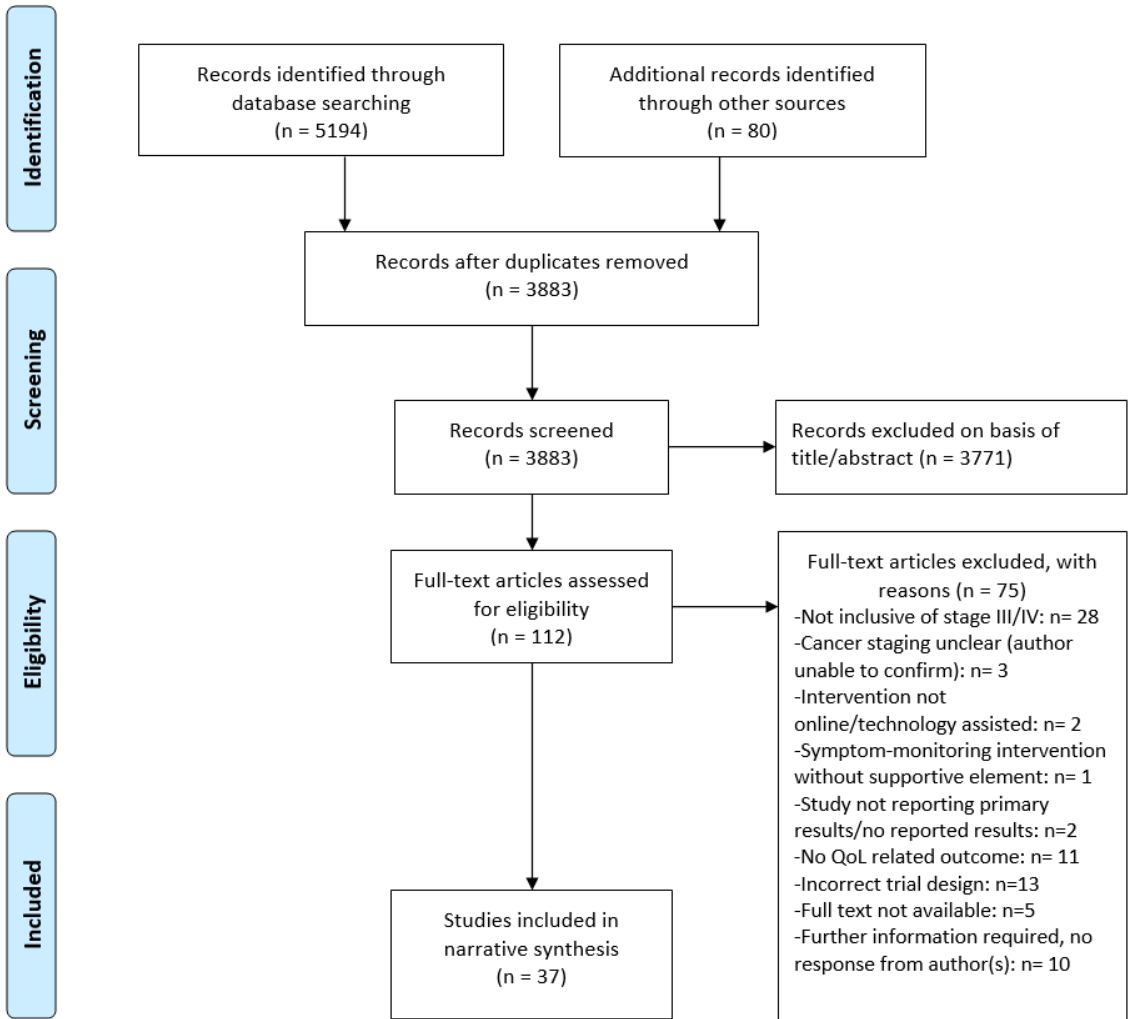 Identification
Records identified through
database searching
(n = 5194)
Additional records identified
through other sources
(n = 80)
Records after duplicates removed
(n = 3883)
Screening
Records screened
(n = 3883)
Records excluded on basis of
title/abstract (n = 3771)
Eligibility
Full-text articles assessed
for eligibility
(n = 112)
Full-text articles excluded, with
reasons (n = 75)
-Not inclusive of stage III/IV: n= 28
-Cancer staging unclear (author
unable to confirm): n= 3
-Intervention not
online/technology assisted: n= 2
-Symptom-monitoring intervention
without supportive element: n= 1
-Study not reporting primary
results/no reported results: n=2
-No QoL related outcome: n= 11
-Incorrect trial design: n=13
-Full text not available: n=5
-Further information required, no
response from author(s): n= 10
Included
Studies included in
narrative synthesis
(n = 37)